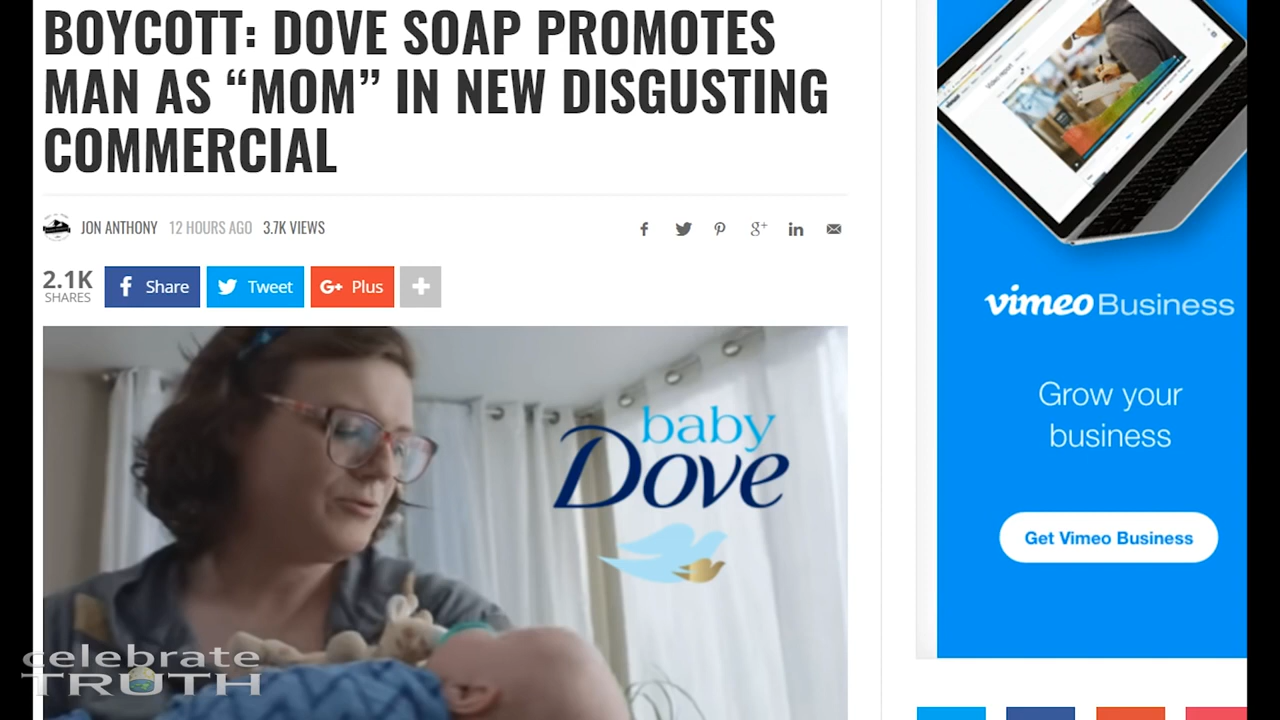 BOYCOTT: DOVE SOAP PROMOTES
MAN AS “MOM” IN NEW DISGUSTING
COMMERCIAL
JON ANTHONY 12 HOURS AGO 3.7K VIEWS
2.1K
SHARES
Share
Tweet
G+ Plus
baby
Dove
celebrate
TRUTH
vimeo Business
Grow your
business
Get Vimeo Business